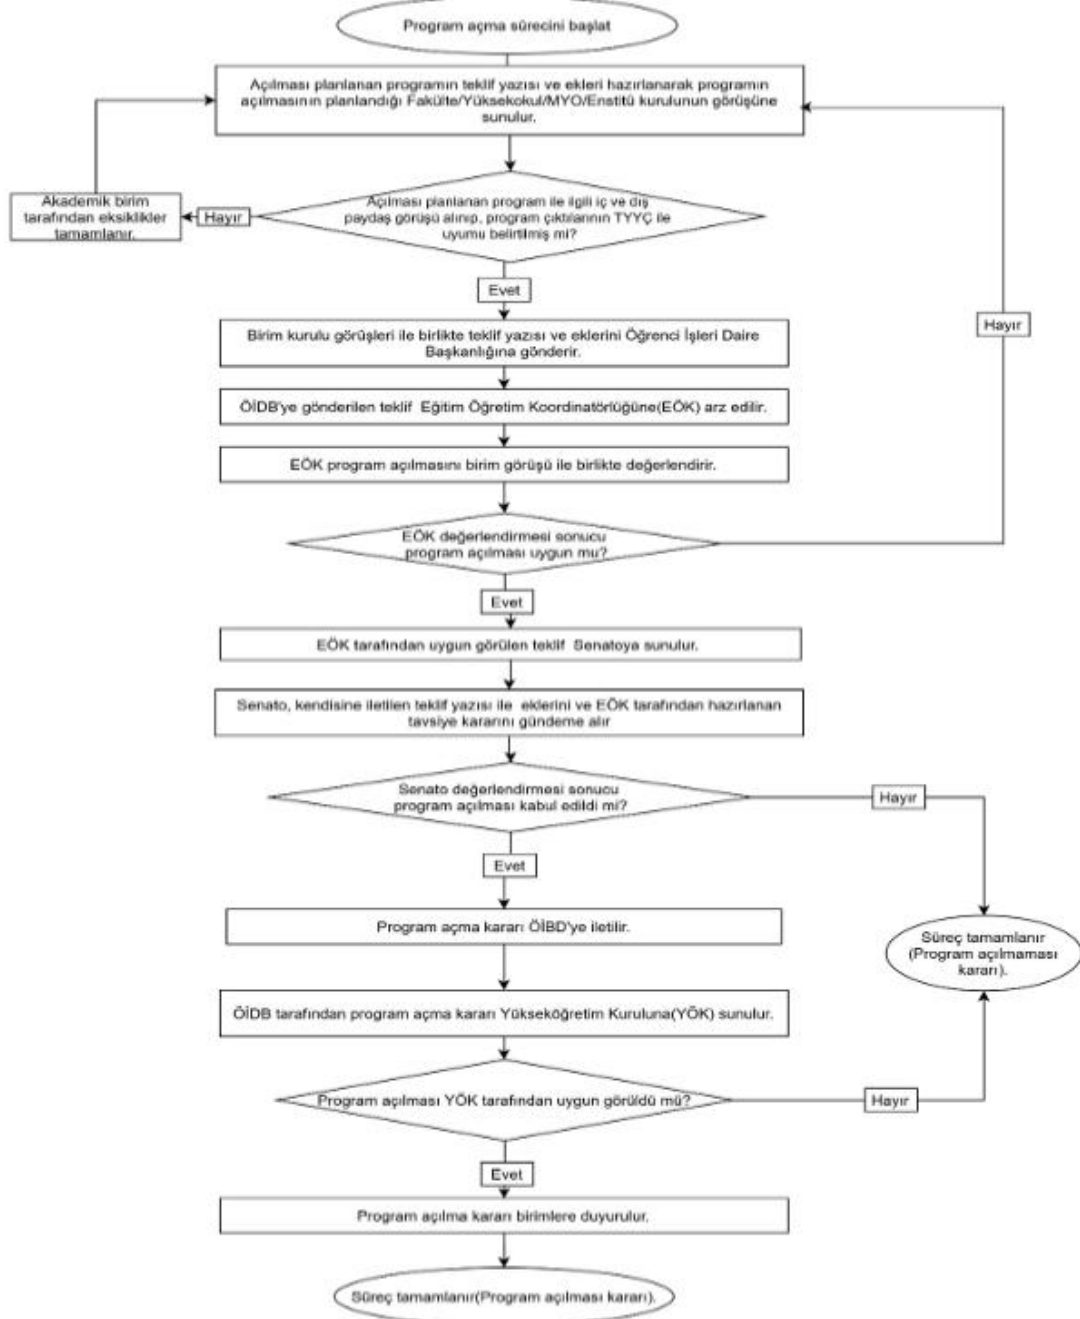 Program açma sürecini başlat
Açılması planlanan programın teklif yazısı ve ekleri hazırlanarak programın
açılmasının planlandığı Fakülte/Yüksekokul/MYO/Enstitü kurulunun görüşüne
sunulur.
Akademik birim
tarafından eksiklikler
tamamlanır.
Hayır
Açılması planlanan program ile ilgili iç ve dış
paydaş görüşü alınıp, program çıktılarının TYYÇ ile
uyumu belirtilmiş mi?
Evet
Hayır
Birim kurulu görüşleri ile birlikte teklif yazısı ve eklerini Öğrenci İşleri Daire
Başkanlığına gönderir.
ÖİDB'ye gönderilen teklif Eğitim Öğretim Koordinatörlüğüne(EÖK) arz edilir.
EÖK program açılmasını birim görüşü ile birlikte değerlendirir.
EÖK değerlendirmesi sonucu
program açılması uygun mu?
Evet
EÖK tarafından uygun görülen teklif Senatoya sunulur.
Senato, kendisine iletilen teklif yazısı ile eklerini ve EÖK tarafından hazırlanan
tavsiye kararını gündeme alır
Senato değerlendirmesi sonucu
program açılması kabul edildi mi?
Hayır
Evet
Program açma kararı ÖİBD'ye iletilir.
Süreç tamamlanır
(Program açılmaması
kararı).
ÖİDB tarafından program açma kararı Yükseköğretim Kuruluna(YÖK) sunulur.
Program açılması YÖK tarafından uygun görüldü mü?
Hayır
Evet
Program açılma kararı birimlere duyurulur.
Süreç tamamlanır(Program açılması kararı).